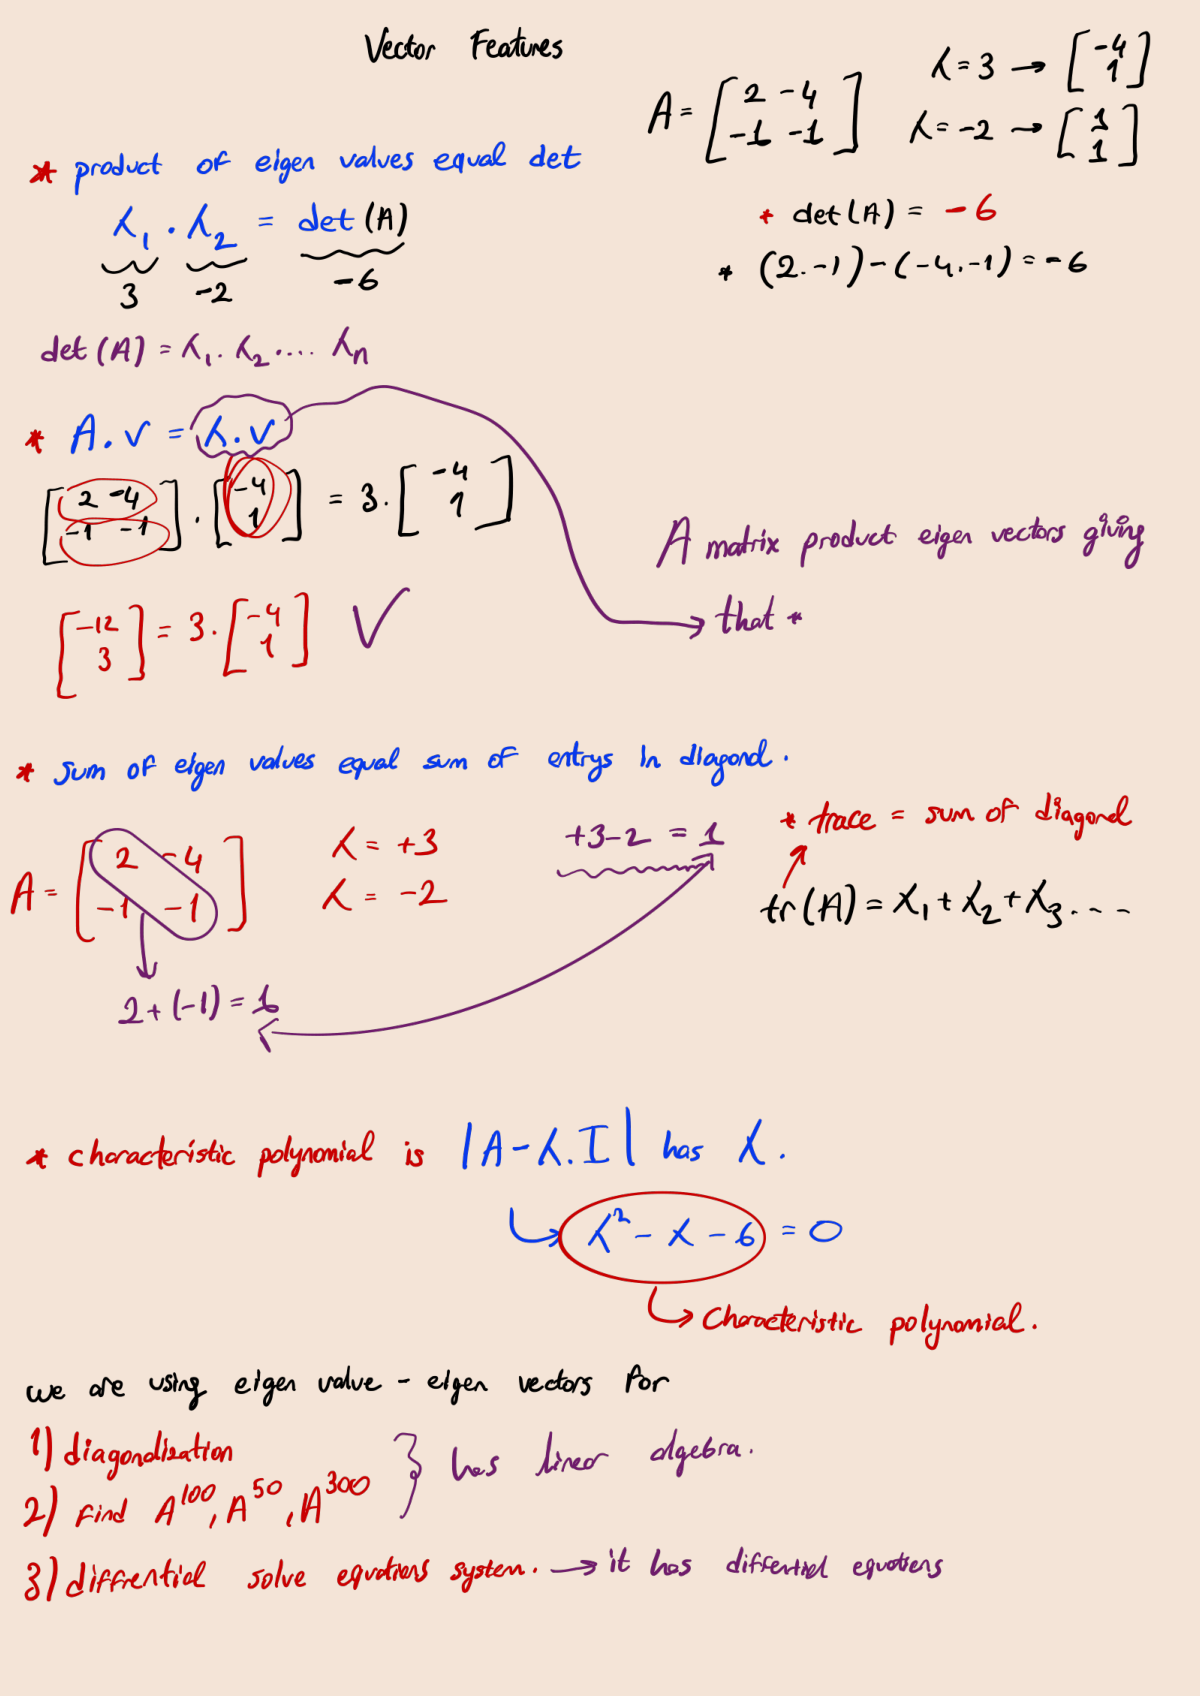 Vector Features
A = [2 -4; -1 -1]
λ = 3 → [-4; 1]
λ = -2 → [1; 1]
* product of eigen values equal det
λ₁ . λ₂ = det (A)
3 -2 -6
* det(A) = -6
* (2.-1)-(-4.-1) = -6
det (A) = λ₁. λ₂ .... λn
* A.v = λ.v
[2 -4; -1 -1] . [-4; 1] = 3. [-4; 1]
A matrix product eigen vectors giving
→ that *
[-12; 3] = 3. [-4; 1] √
* sum of eigen values equal sum of entrys in diagonal.
A = [2 -4; -1 -1]
λ = +3
λ = -2
+3-2 = 1
* trace = sum of diagonal
tr(A) = λ₁ + λ₂ + λ₃....
2+(-1) = 1
* characteristic polynomial is |A-λ.I| has λ.
λ² - λ - 6 = 0
→ Characteristic polynomial.
we are using eigen value - eigen vectors for
1) diagonalization
2) find A¹⁰⁰, A⁵⁰, A³⁰⁰ } has linear algebra.
3) diffrential solve equations system. → it has differtial equations